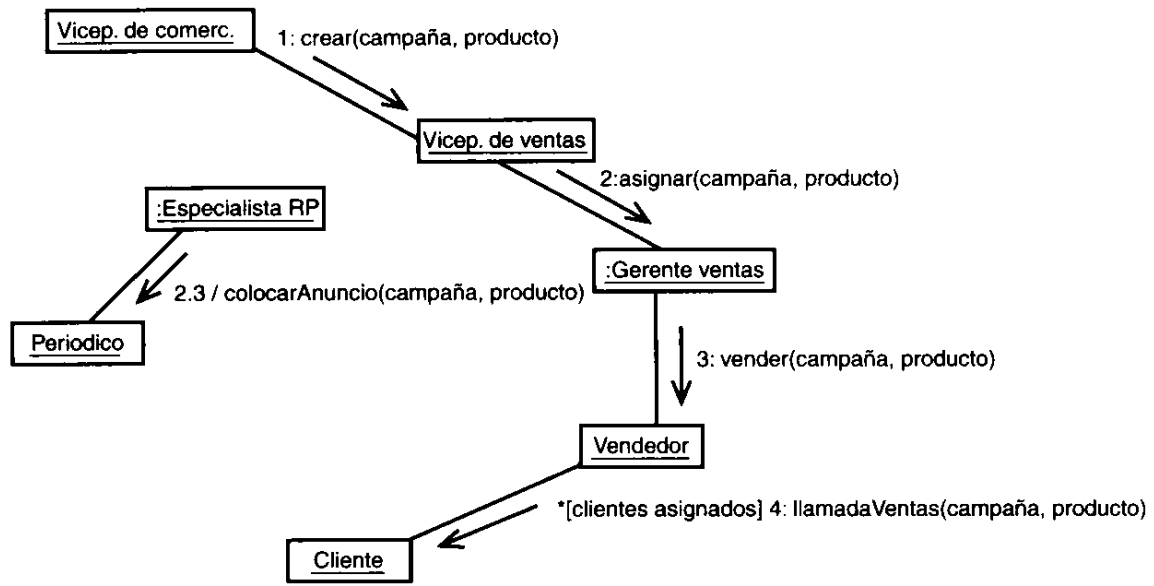 Vicep. de comerc.
1: crear(campaña, producto)
Vicep. de ventas
2:asignar(campaña, producto)
:Especialista RP
:Gerente ventas
2.3 / colocarAnuncio(campaña, producto)
Periodico
3: vender(campaña, producto)
Vendedor
*[clientes asignados] 4: llamadaVentas(campaña, producto)
Cliente